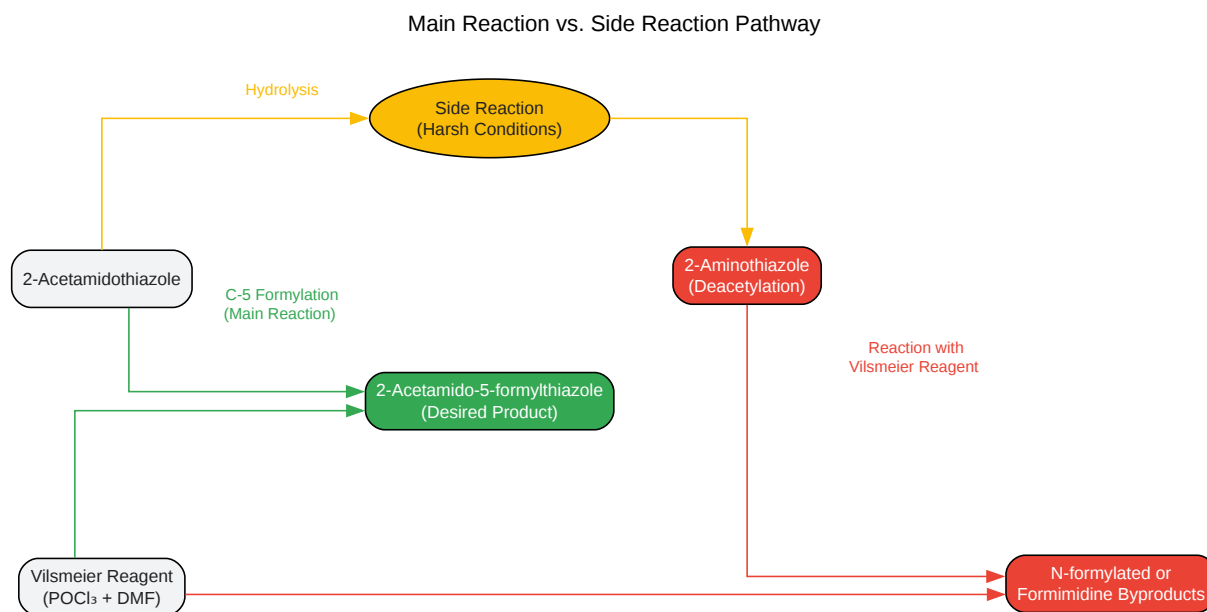 Main Reaction vs. Side Reaction Pathway
Hydrolysis
Side Reaction
(Harsh Conditions)
2-Acetamidothiazole
2-Aminothiazole
(Deacetylation)
C-5 Formylation
(Main Reaction)
Reaction with
Vilsmeier Reagent
2-Acetamido-5-formylthiazole
(Desired Product)
Vilsmeier Reagent
(POCl₃ + DMF)
N-formylated or
Formimidine Byproducts